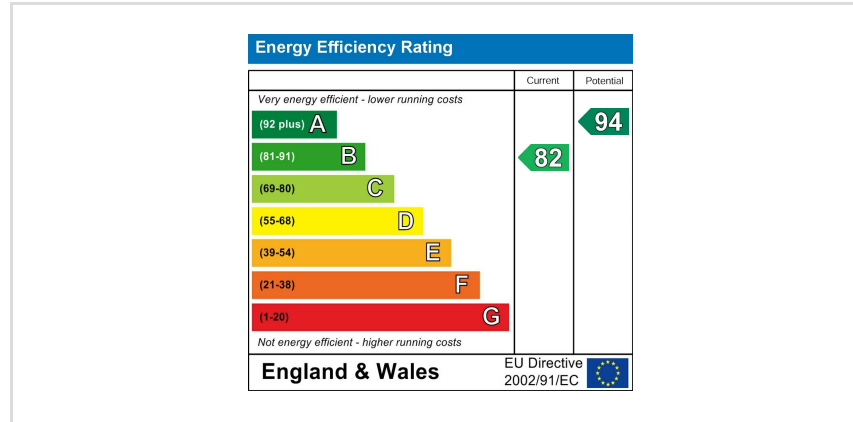 Energy Efficiency Rating
Current Potential
Very energy efficient - lower running costs
(92 plus) A 94
(81-91) B 82
(69-80) C
(55-68) D
(39-54) E
(21-38) F
(1-20) G
Not energy efficient - higher running costs
England & Wales
EU Directive
2002/91/EC